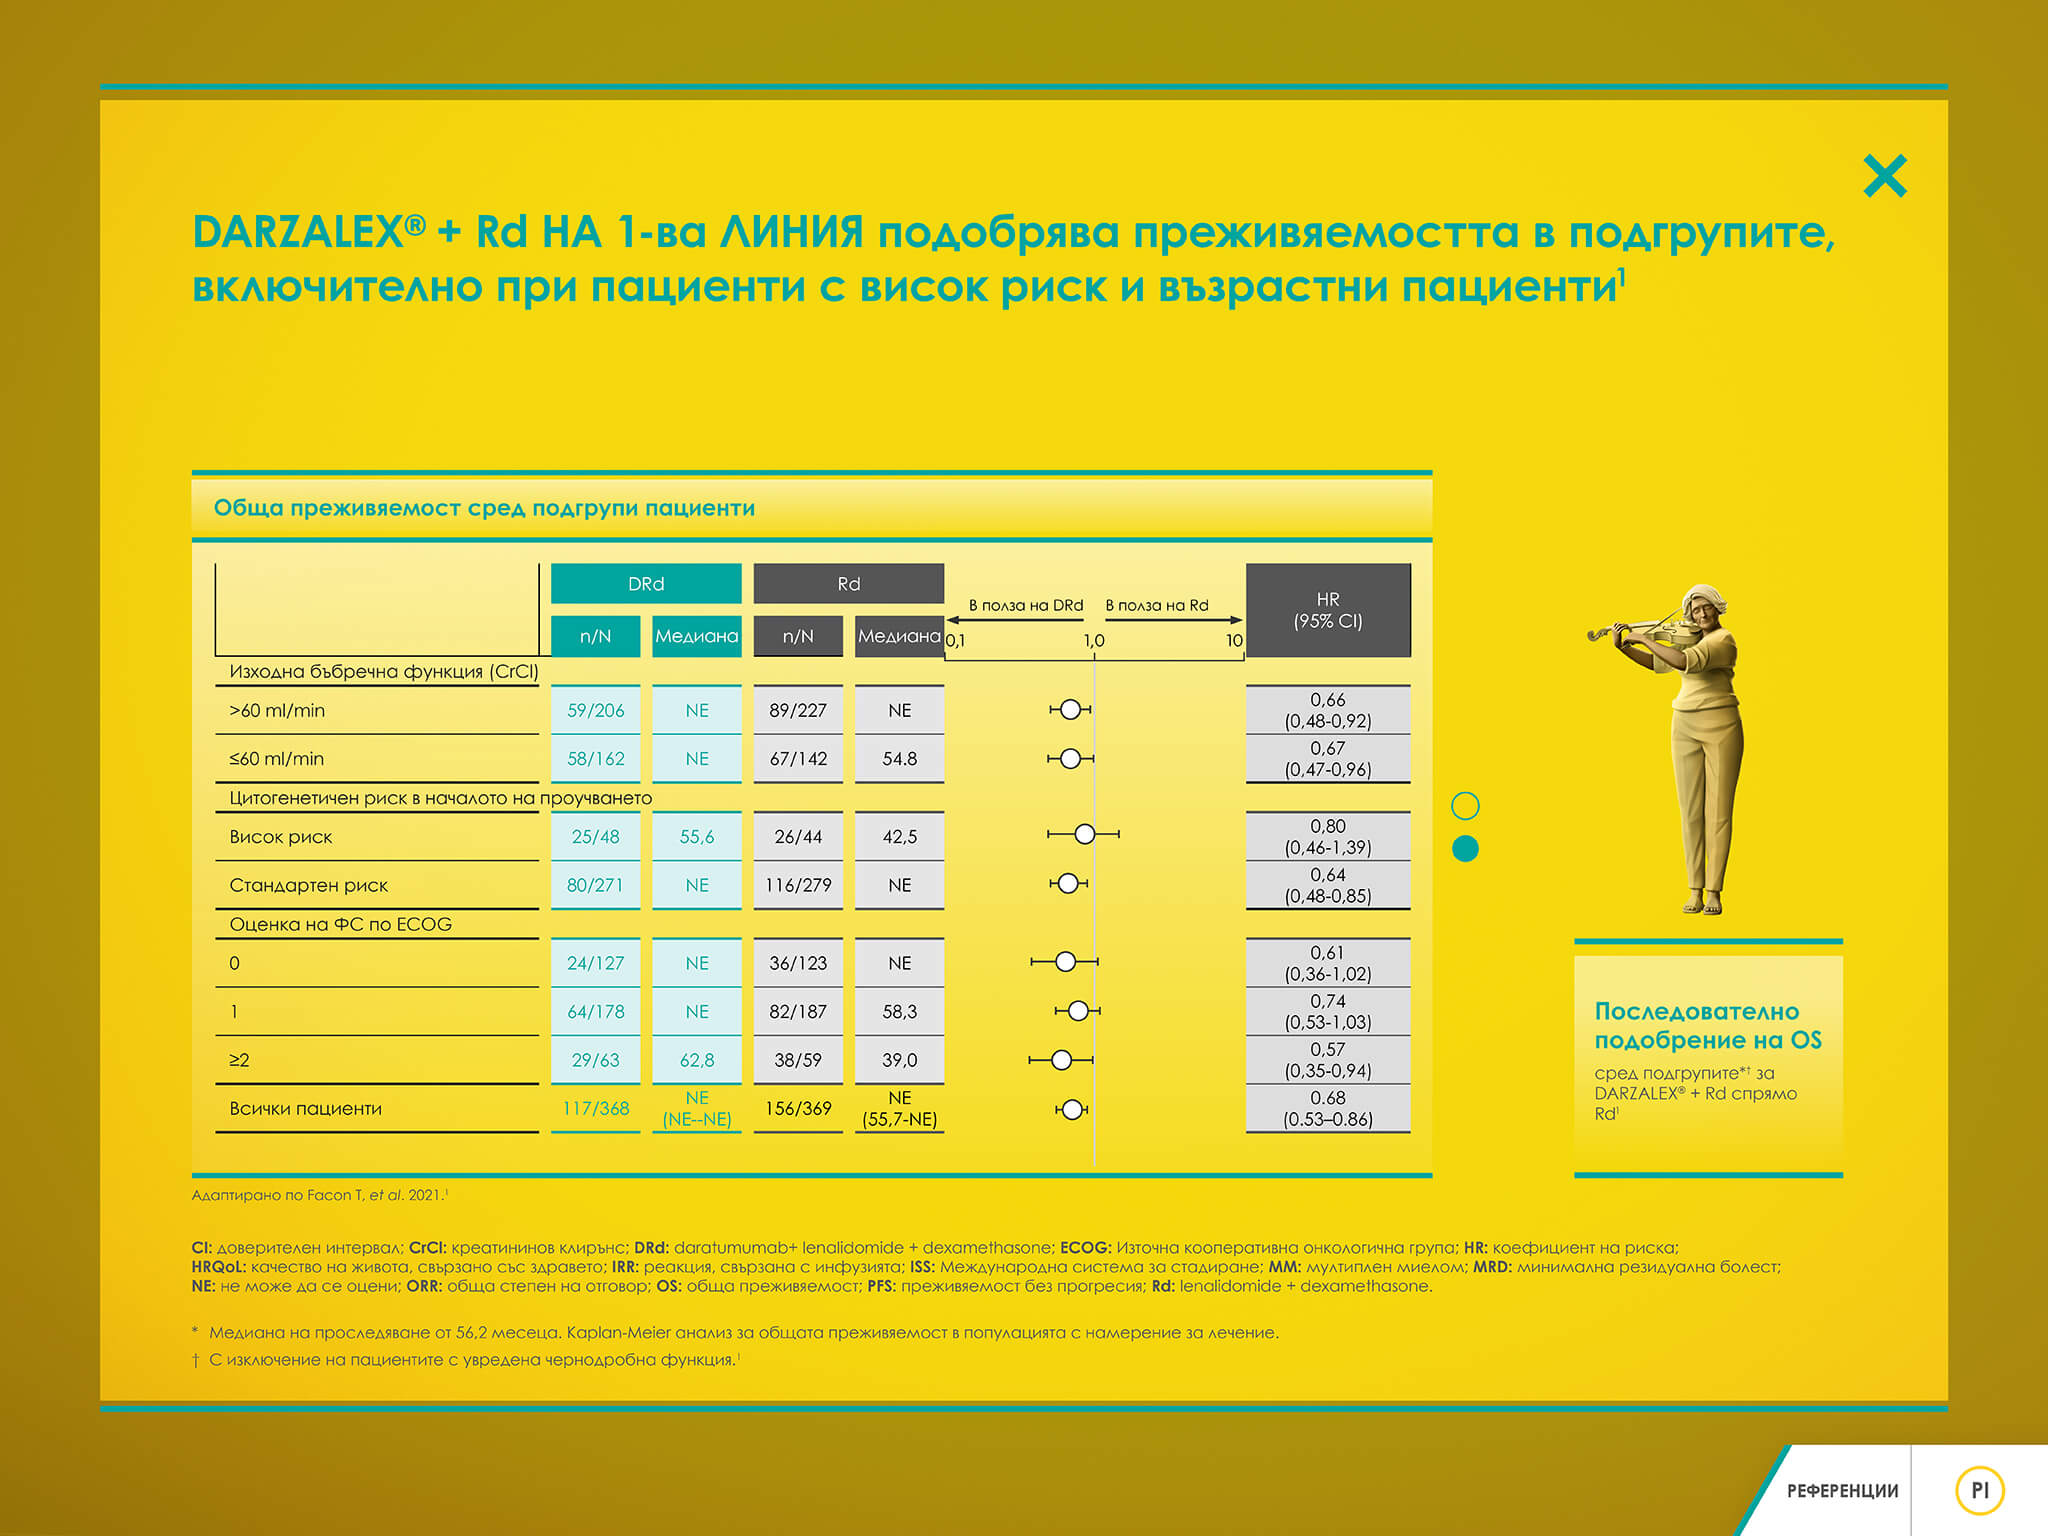 DARZALEX® + Rd НА 1-ва ЛИНИЯ подобрява преживяемостта в подгрупите,
включително при пациенти с висок риск и възрастни пациенти¹
Обща преживяемост сред подгрупи пациенти
DRd Rd HR (95% CI)
В полза на DRd В полза на Rd
n/N Медиана n/N Медиана 0,1 1,0 10
Изходна бъбречна функция (CrCl)
>60 ml/min 59/206 NE 89/227 NE 0,66 (0,48-0,92)
≤60 ml/min 58/162 NE 67/142 54.8 0,67 (0,47-0,96)
Цитогенетичен риск в началото на проучването
Висок риск 25/48 55,6 26/44 42,5 0,80 (0,46-1,39)
Стандартен риск 80/271 NE 116/279 NE 0,64 (0,48-0,85)
Оценка на ФС по ECOG
0 24/127 NE 36/123 NE 0,61 (0,36-1,02)
1 64/178 NE 82/187 58,3 0,74 (0,53-1,03)
≥2 29/63 62,8 38/59 39,0 0,57 (0,35-0,94)
Всички пациенти 117/368 NE (NE--NE) 156/369 NE (55,7-NE) 0.68 (0.53–0.86)
Последователно
подобрение на OS
сред подгрупите*† за
DARZALEX® + Rd спрямо
Rd¹
Адаптирано по Facon T, et al. 2021.¹
CI: доверителен интервал; CrCl: креатининов клирънс; DRd: daratumumab+ lenalidomide + dexamethasone; ECOG: Източна кооперативна онкологична група; HR: коефициент на риска;
HRQoL: качество на живота, свързано със здравето; IRR: реакция, свързана с инфузията; ISS: Международна система за стадиране; MM: мултиплен миелом; MRD: минимална резидуална болест;
NE: не може да се оцени; ORR: обща степен на отговор; OS: обща преживяемост; PFS: преживяемост без прогресия; Rd: lenalidomide + dexamethasone.
* Медиана на проследяване от 56,2 месеца. Kaplan-Meier анализ за общата преживяемост в популацията с намерение за лечение.
† С изключение на пациентите с увредена чернодробна функция.¹
РЕФЕРЕНЦИИ PI